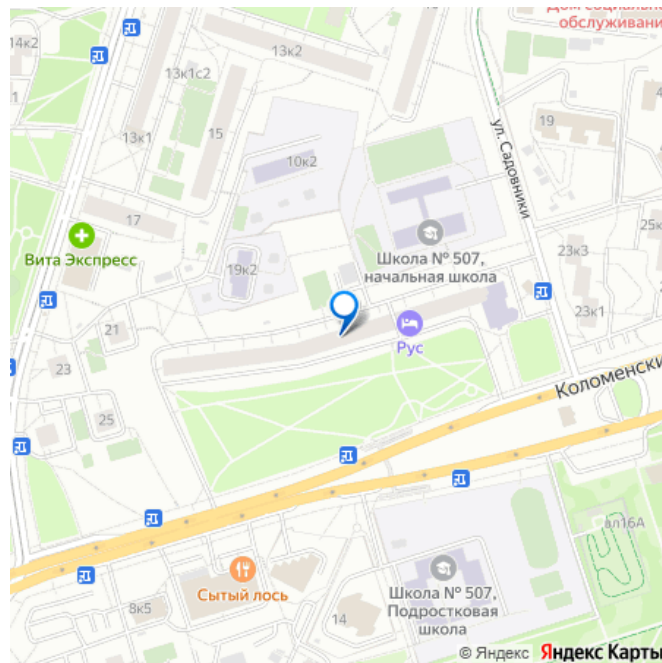 Дом социальн
обслуживани
14к2
13к2
13к1с2
15
13к1
10к2
17
Вита Экспресс
19к2
21
23
25
ул. Садовники
19
4
25к
23к3
23к1
Школа № 507,
начальная школа
Рус
Коломенски
вл16А
Сытый лось
8к5
14
Школа № 507,
Подростковая
школа
© Яндекс Яндекс Карты